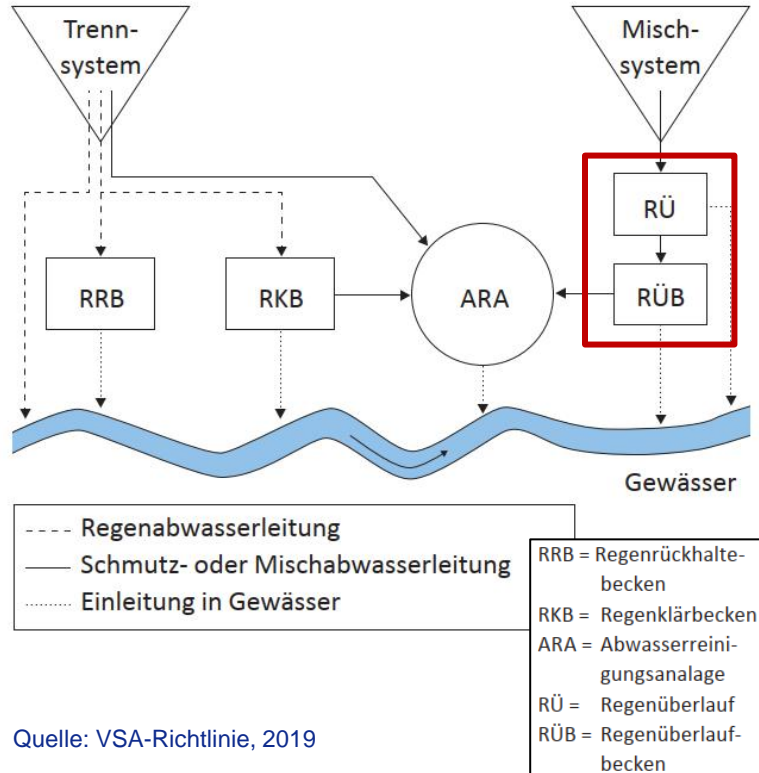 Trenn-
system
Misch-
system
RÜ
RRB
RKB
ARA
RÜB
Gewässer
Regenabwasserleitung
Schmutz- oder Mischabwasserleitung
Einleitung in Gewässer
RRB = Regenrückhalte-
becken
RKB = Regenklärbecken
ARA = Abwasserreini-
gungsanalage
RÜ = Regenüberlauf
RÜB = Regenüberlauf-
becken
Quelle: VSA-Richtlinie, 2019